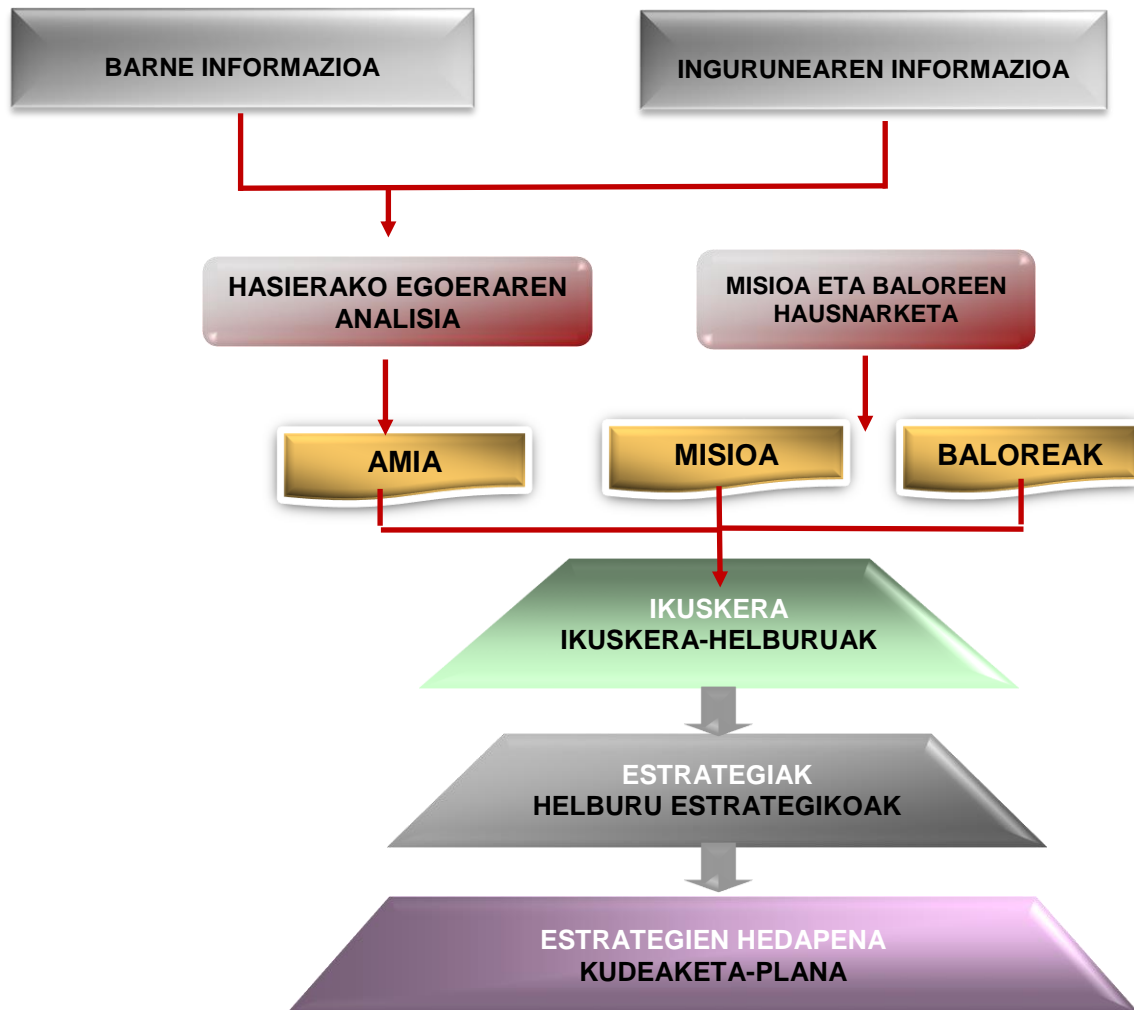 BARNE INFORMAZIOA
INGURUNEAREN INFORMAZIOA
HASIERAKO EGOERAREN
ANALISIA
MISIOA ETA BALOREEN
HAUSNARKETA
AMIA
MISIOA
BALOREAK
IKUSKERA
IKUSKERA-HELBURUAK
ESTRATEGIAK
HELBURU ESTRATEGIKOAK
ESTRATEGIEN HEDAPENA
KUDEAKETA-PLANA